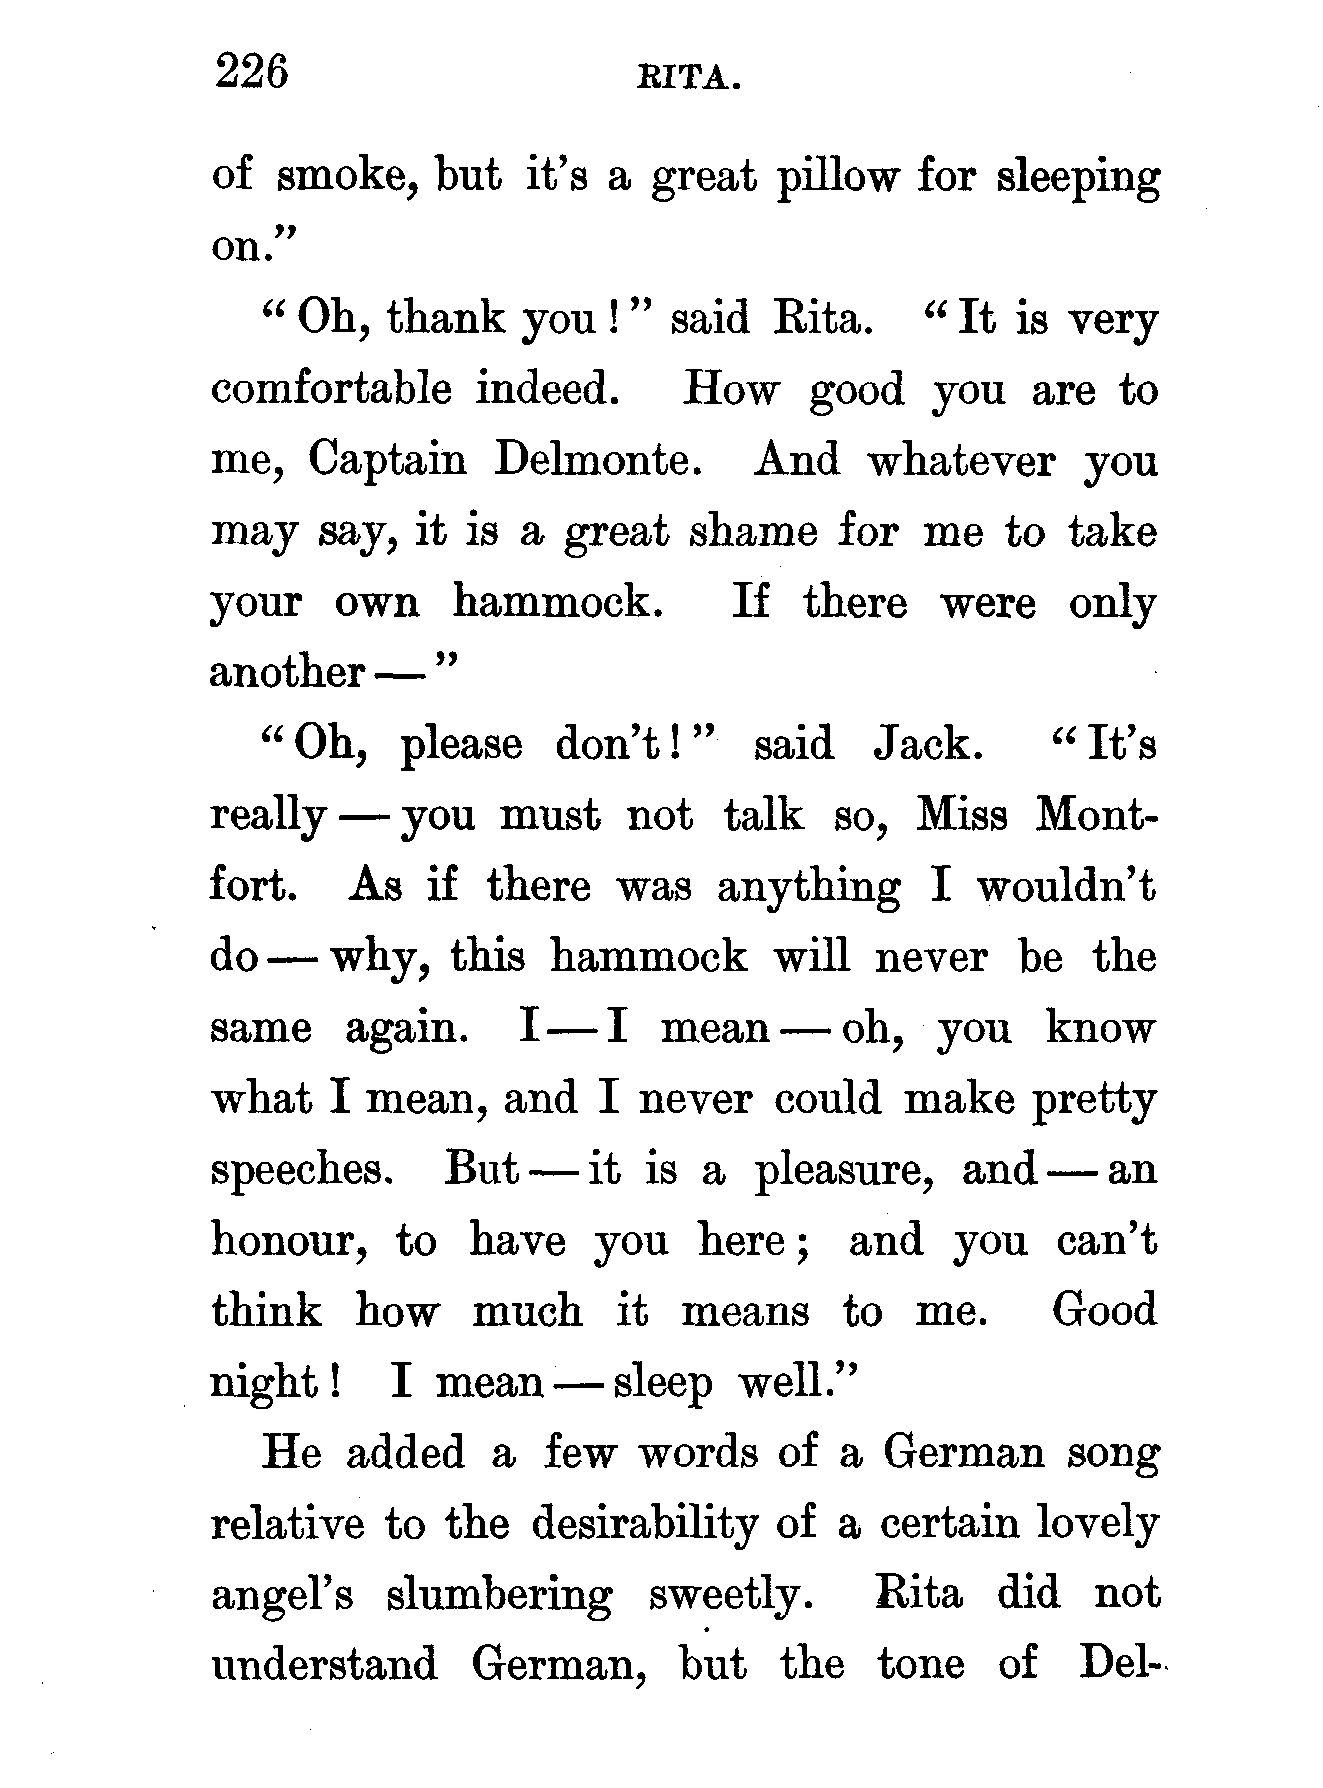 226 RITA.
of smoke, but it's a great pillow for sleeping
on."
"Oh, thank you!" said Rita. "It is very
comfortable indeed. How good you are to
me, Captain Delmonte. And whatever you
may say, it is a great shame for me to take
your own hammock. If there were only
another—"
"Oh, please don't!" said Jack. "It's
really—you must not talk so, Miss Mont-
fort. As if there was anything I wouldn't
do—why, this hammock will never be the
same again. I—I mean—oh, you know
what I mean, and I never could make pretty
speeches. But—it is a pleasure, and—an
honour, to have you here; and you can't
think how much it means to me. Good
night! I mean—sleep well."
He added a few words of a German song
relative to the desirability of a certain lovely
angel's slumbering sweetly. Rita did not
understand German, but the tone of Del-